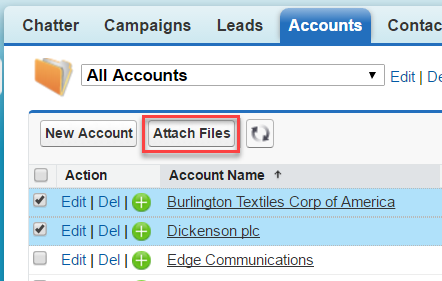 Chatter Campaigns Leads Accounts Contac
All Accounts Edit | De
New Account Attach Files
Action Account Name
Edit | Del Burlington Textiles Corp of America
Edit | Del Dickenson plc
Edit | Del Edge Communications